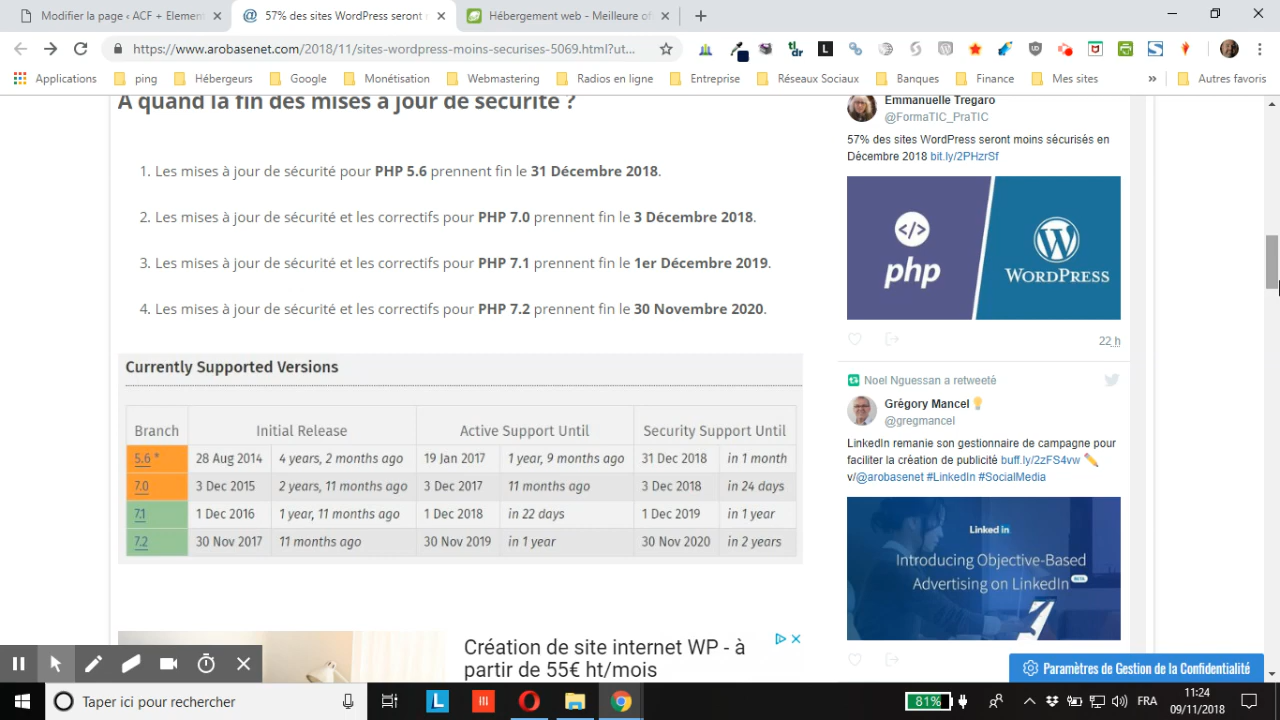 Modifier la page ‹ ACF + Element
57% des sites WordPress seront
Hébergement web - Meilleure of
https://www.arobasenet.com/2018/11/sites-wordpress-moins-securises-5069.html?ut...
Applications
ping
Hébergeurs
Google
Monétisation
Webmastering
Radios en ligne
Entreprise
Réseaux Sociaux
Banques
Finance
Mes sites
»
Autres favoris
A quand la fin des mises à jour de sécurité ?
1. Les mises à jour de sécurité pour PHP 5.6 prennent fin le 31 Décembre 2018.
2. Les mises à jour de sécurité et les correctifs pour PHP 7.0 prennent fin le 3 Décembre 2018.
3. Les mises à jour de sécurité et les correctifs pour PHP 7.1 prennent fin le 1er Décembre 2019.
4. Les mises à jour de sécurité et les correctifs pour PHP 7.2 prennent fin le 30 Novembre 2020.
Currently Supported Versions
Branch Initial Release Active Support Until Security Support Until
5.6 * 28 Aug 2014 4 years, 2 months ago 19 Jan 2017 1 year, 9 months ago 31 Dec 2018 in 1 month
7.0 3 Dec 2015 2 years, 11 months ago 3 Dec 2017 11 months ago 3 Dec 2018 in 24 days
7.1 1 Dec 2016 1 year, 11 months ago 1 Dec 2018 in 22 days 1 Dec 2019 in 1 year
7.2 30 Nov 2017 11 months ago 30 Nov 2019 in 1 year 30 Nov 2020 in 2 years
Création de site internet WP - à
partir de 55€ ht/mois
Emmanuelle Tregaro
@FormaTIC_PraTIC
57% des sites WordPress seront moins sécurisés en
Décembre 2018 bit.ly/2PHzrSf
</>
php
WORDPRESS
22 h
Noel Nguessan a retweeté
Grégory Mancel
@gregmancel
LinkedIn remanie son gestionnaire de campagne pour
faciliter la création de publicité buff.ly/2zFS4vw
v/@arobasenet #LinkedIn #SocialMedia
Linked in
Introducing Objective-Based
Advertising on LinkedIn BETA
Paramètres de Gestion de la Confidentialité
Taper ici pour rechercher
81%
FRA
11:24
09/11/2018